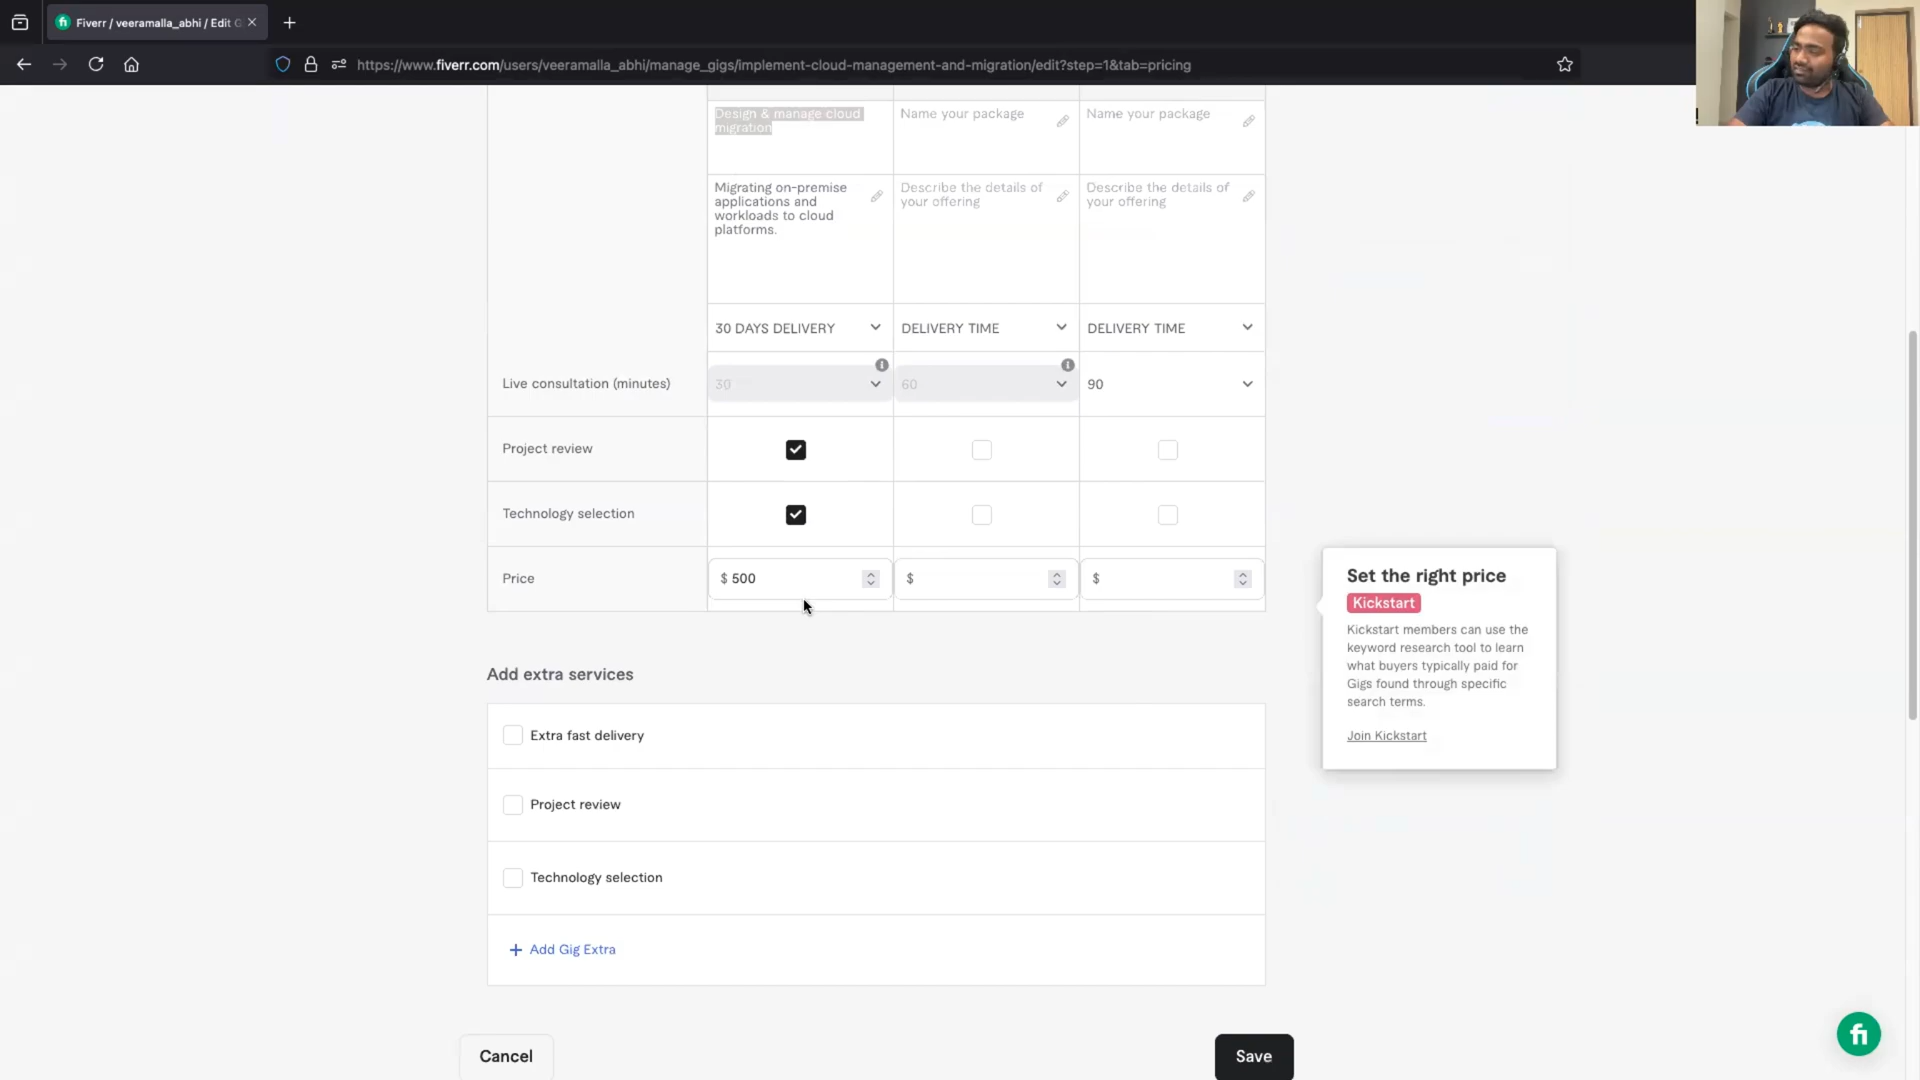 Fiverr / veeramalla_abhi / Edit G
https://www.fiverr.com/users/veeramalla_abhi/manage_gigs/implement-cloud-management-and-migration/edit?step=1&tab=pricing
Design & manage cloud
migration
Name your package
Name your package
Migrating on-premise
applications and
workloads to cloud
platforms.
Describe the details of
your offering
Describe the details of
your offering
30 DAYS DELIVERY
DELIVERY TIME
DELIVERY TIME
Live consultation (minutes)
30
60
90
Project review
Technology selection
Price
$ 500
$
$
Set the right price
Kickstart
Kickstart members can use the
keyword research tool to learn
what buyers typically paid for
Gigs found through specific
search terms.
Join Kickstart
Add extra services
Extra fast delivery
Project review
Technology selection
+ Add Gig Extra
Cancel
Save
fi